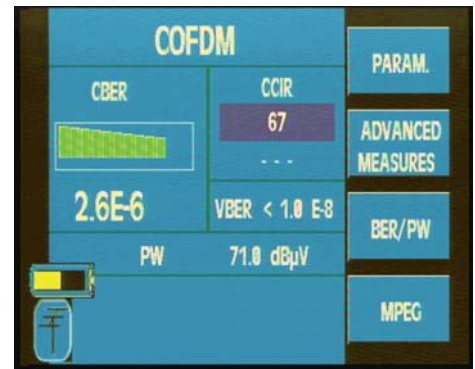 COFDM
CBER
2.6E-6
CCIR
67
---
VBER < 1.0 E-8
PW 71.0 dBµV
PARAM.
ADVANCED
MEASURES
BER/PW
MPEG